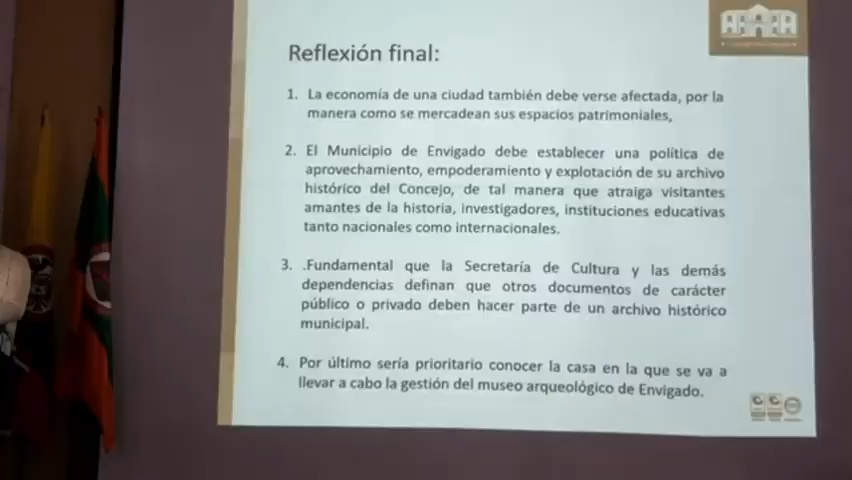 Reflexión final:
1. La economía de una ciudad también debe verse afectada, por la
manera como se mercadean sus espacios patrimoniales,
2. El Municipio de Envigado debe establecer una política de
aprovechamiento, empoderamiento y explotación de su archivo
histórico del Concejo, de tal manera que atraiga visitantes
amantes de la historia, investigadores, instituciones educativas
tanto nacionales como internacionales.
3. .Fundamental que la Secretaría de Cultura y las demás
dependencias definan que otros documentos de carácter
público o privado deben hacer parte de un archivo histórico
municipal.
4. Por último sería prioritario conocer la casa en la que se va a
llevar a cabo la gestión del museo arqueológico de Envigado.